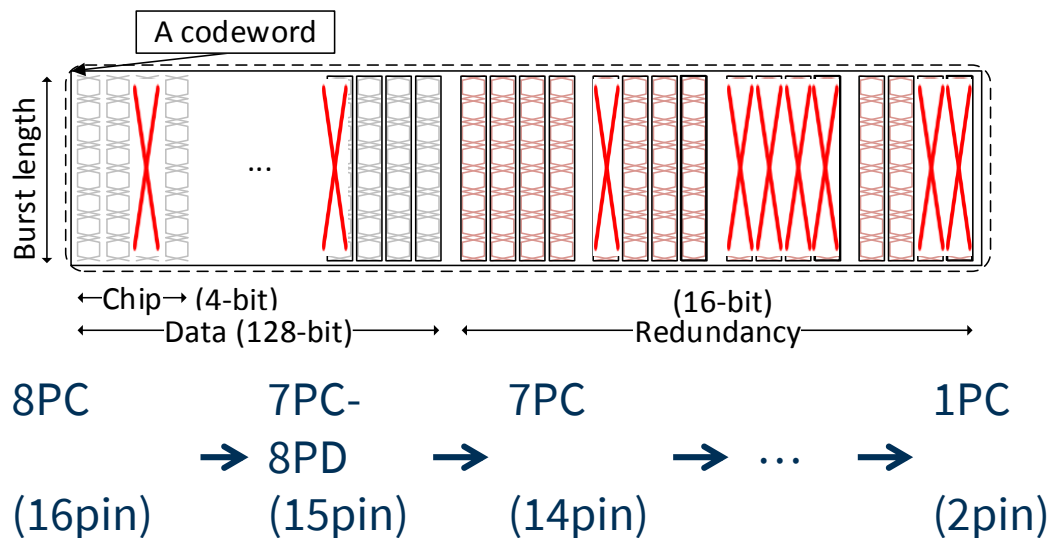 A codeword
Burst length
...
Chip (4-bit)
(16-bit)
Data (128-bit)
Redundancy
8PC
7PC-
7PC
1PC
8PD
...
(16pin)
(15pin)
(14pin)
(2pin)